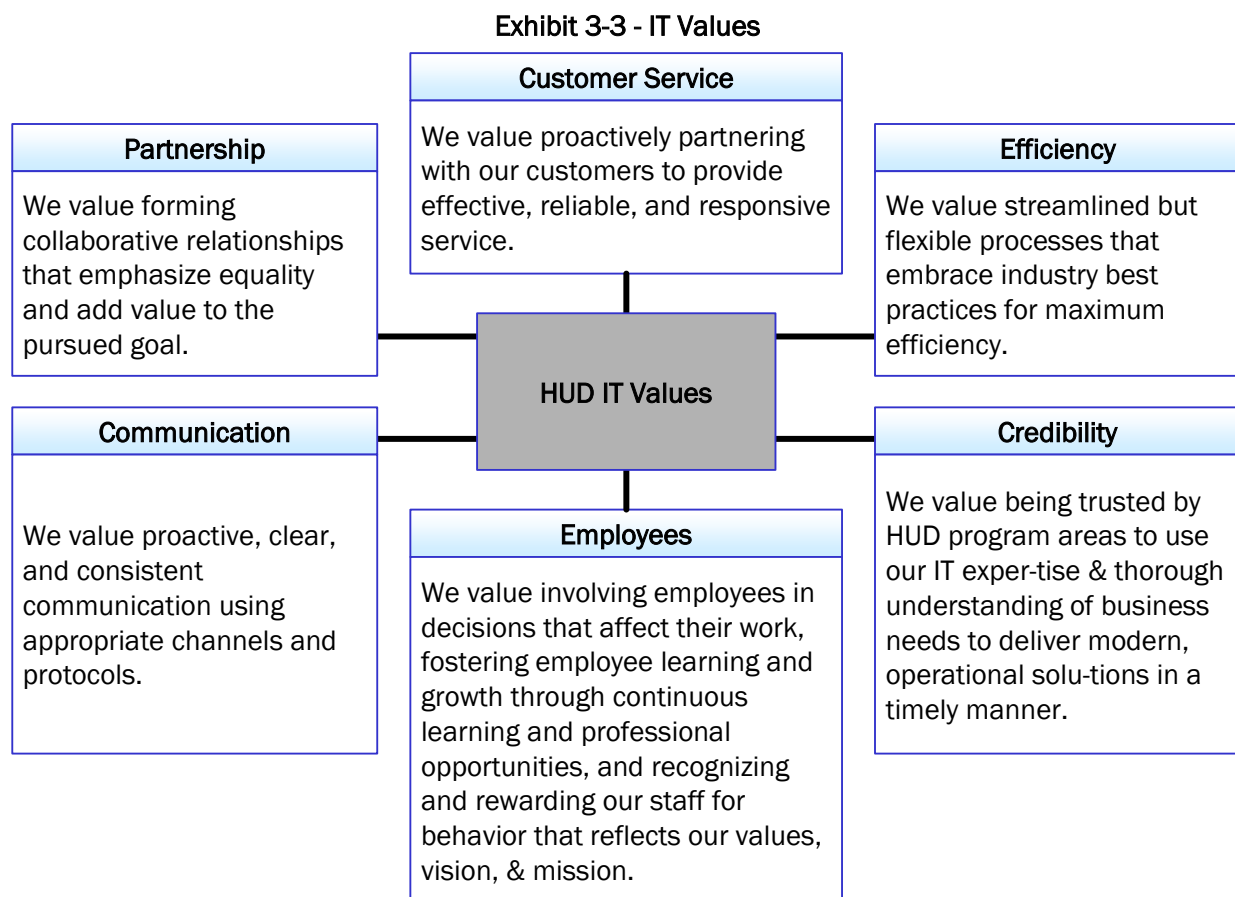 Exhibit 3-3 - IT Values
Customer Service
We value proactively partnering
with our customers to provide
effective, reliable, and responsive
service.
Partnership
We value forming
collaborative relationships
that emphasize equality
and add value to the
pursued goal.
Efficiency
We value streamlined but
flexible processes that
embrace industry best
practices for maximum
efficiency.
HUD IT Values
Communication
We value proactive, clear,
and consistent
communication using
appropriate channels and
protocols.
Employees
We value involving employees in
decisions that affect their work,
fostering employee learning and
growth through continuous
learning and professional
opportunities, and recognizing
and rewarding our staff for
behavior that reflects our values,
vision, & mission.
Credibility
We value being trusted by
HUD program areas to use
our IT exper-tise & thorough
understanding of business
needs to deliver modern,
operational solu-tions in a
timely manner.